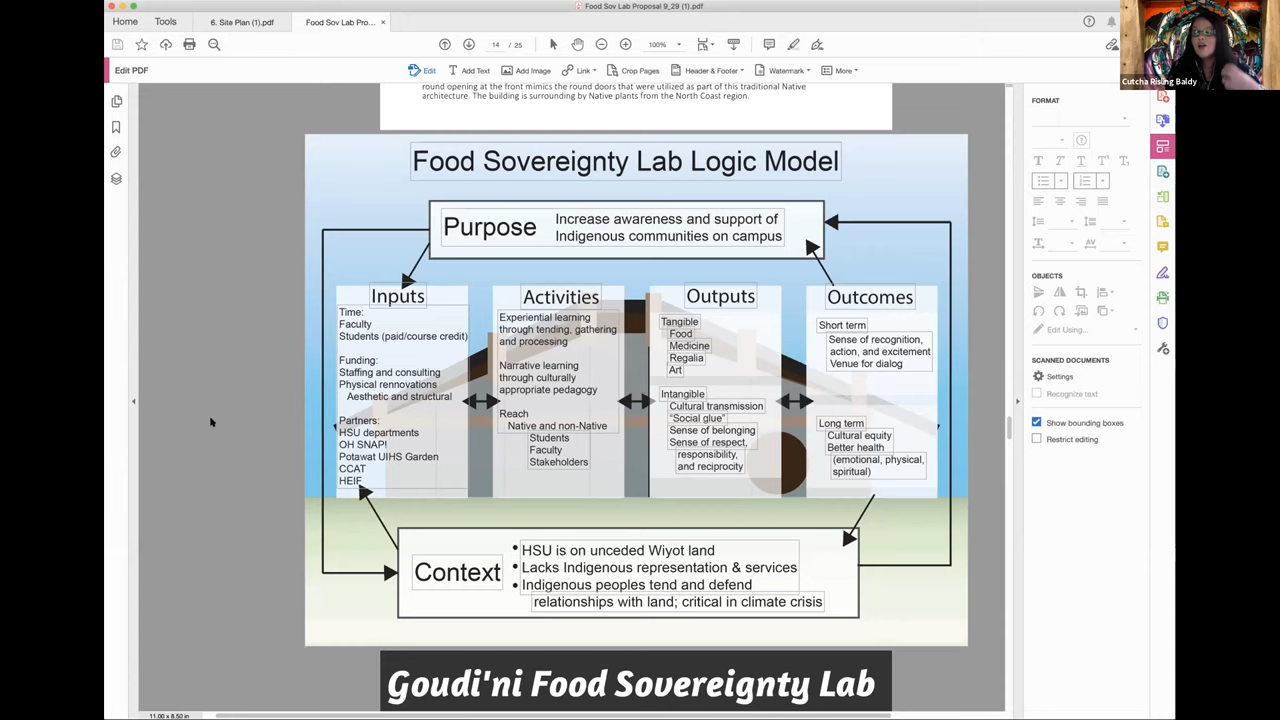 Food Sov Lab Proposal 9_29 (1).pdf
Home
Tools
6. Site Plan (1).pdf
Food Sov Lab Pro... ×
14 / 25
100%
Edit PDF
Edit
Add Text
Add Image
Link
Crop Pages
Header & Footer
Watermark
More
Cutcha Risling Baldy
round opening at the front mimics the round doors that were utilized as part of this traditional Native
architecture. The building is surrounding by Native plants from the North Coast region.
Food Sovereignty Lab Logic Model
Purpose
Increase awareness and support of
Indigenous communities on campus
Inputs
Time:
Faculty
Students (paid/course credit)
Funding:
Staffing and consulting
Physical rennovations
Aesthetic and structural
Partners:
HSU departments
OH SNAP!
Potawat UIHS Garden
CCAT
HEIF
Activities
Experiential learning
through tending, gathering
and processing
Narrative learning
through culturally
appropriate pedagogy
Reach
Native and non-Native
Students
Faculty
Stakeholders
Outputs
Tangible
Food
Medicine
Regalia
Art
Intangible
Cultural transmission
"Social glue"
Sense of belonging
Sense of respect,
responsibility,
and reciprocity
Outcomes
Short term
Sense of recognition,
action, and excitement
Venue for dialog
Long term
Cultural equity
Better health
(emotional, physical,
spiritual)
Context
• HSU is on unceded Wiyot land
• Lacks Indigenous representation & services
• Indigenous peoples tend and defend
relationships with land; critical in climate crisis
Goudi'ni Food Sovereignty Lab
11.00 x 8.50 in
FORMAT
T T T T T
AV
OBJECTS
Edit Using...
SCANNED DOCUMENTS
Settings
Recognize text
Show bounding boxes
Restrict editing